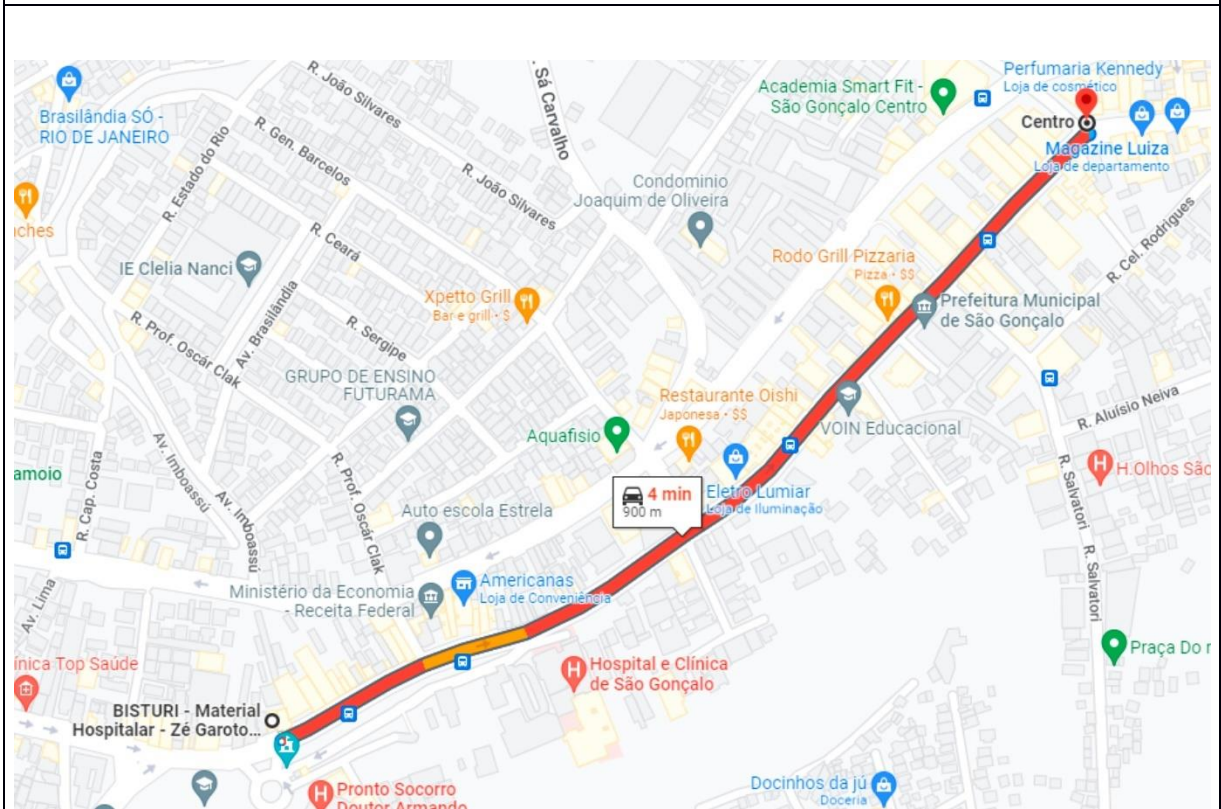 Perfumaria Kennedy
Loja de cosmético
Academia Smart Fit -
São Gonçalo Centro
Brasilândia SÓ -
RIO DE JANEIRO
R. João Silvares
Sá Carvalho
Centro
Magazine Luiza
Loja de departamento
R. Estado do Rio
R. Gen. Barcelos
R. João Silvares
Condominio
Joaquim de Oliveira
R. Cel. Rodrigues
ches
R. Ceará
IE Clelia Nanci
Rodo Grill Pizzaria
Pizza • $$
Xpetto Grill
Bar e grill • $
Prefeitura Municipal
de São Gonçalo
R. Prof. Oscár Clak
Av. Brasilândia
R. Sergipe
GRUPO DE ENSINO
FUTURAMA
Restaurante Oishi
Japonesa • $$
R. Aluísio Neiva
Aquafisio
VOIN Educacional
amoio
R. Cap. Costa
Av. Imboassú
Av. Imboassú
R. Prof. Oscár Clak
H
H.Olhos São
R. Salvatori
4 min
900 m
Eletro Lumiar
Loja de Iluminação
Auto escola Estrela
R. Salvatori
Ministério da Economia
- Receita Federal
Americanas
Loja de Conveniência
Av. Lima
Praça Do
ínica Top Saúde
H
Hospital e Clínica
de São Gonçalo
BISTURI - Material
Hospitalar - Zé Garoto...
H
Pronto Socorro
Doutor Armando
Docinhos da jú
Doceria